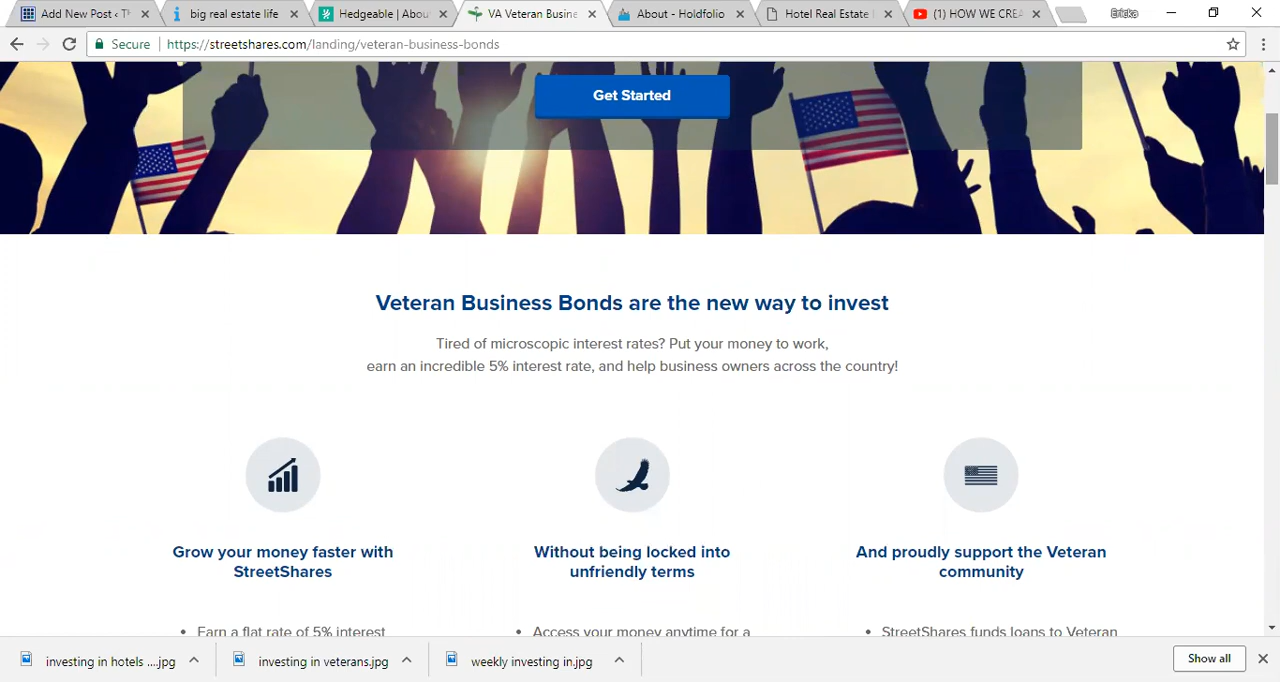 Add New Post ‹ T
big real estate life
Hedgeable | Abou
VA Veteran Busine
About - Holdfolio
Hotel Real Estate
(1) HOW WE CREA
Ericka
Secure
https://streetshares.com/landing/veteran-business-bonds
Get Started
Veteran Business Bonds are the new way to invest
Tired of microscopic interest rates? Put your money to work,
earn an incredible 5% interest rate, and help business owners across the country!
Grow your money faster with
StreetShares
Without being locked into
unfriendly terms
And proudly support the Veteran
community
• Earn a flat rate of 5% interest
• Access your money anytime for a
• StreetShares funds loans to Veteran
investing in hotels ....jpg
investing in veterans.jpg
weekly investing in.jpg
Show all